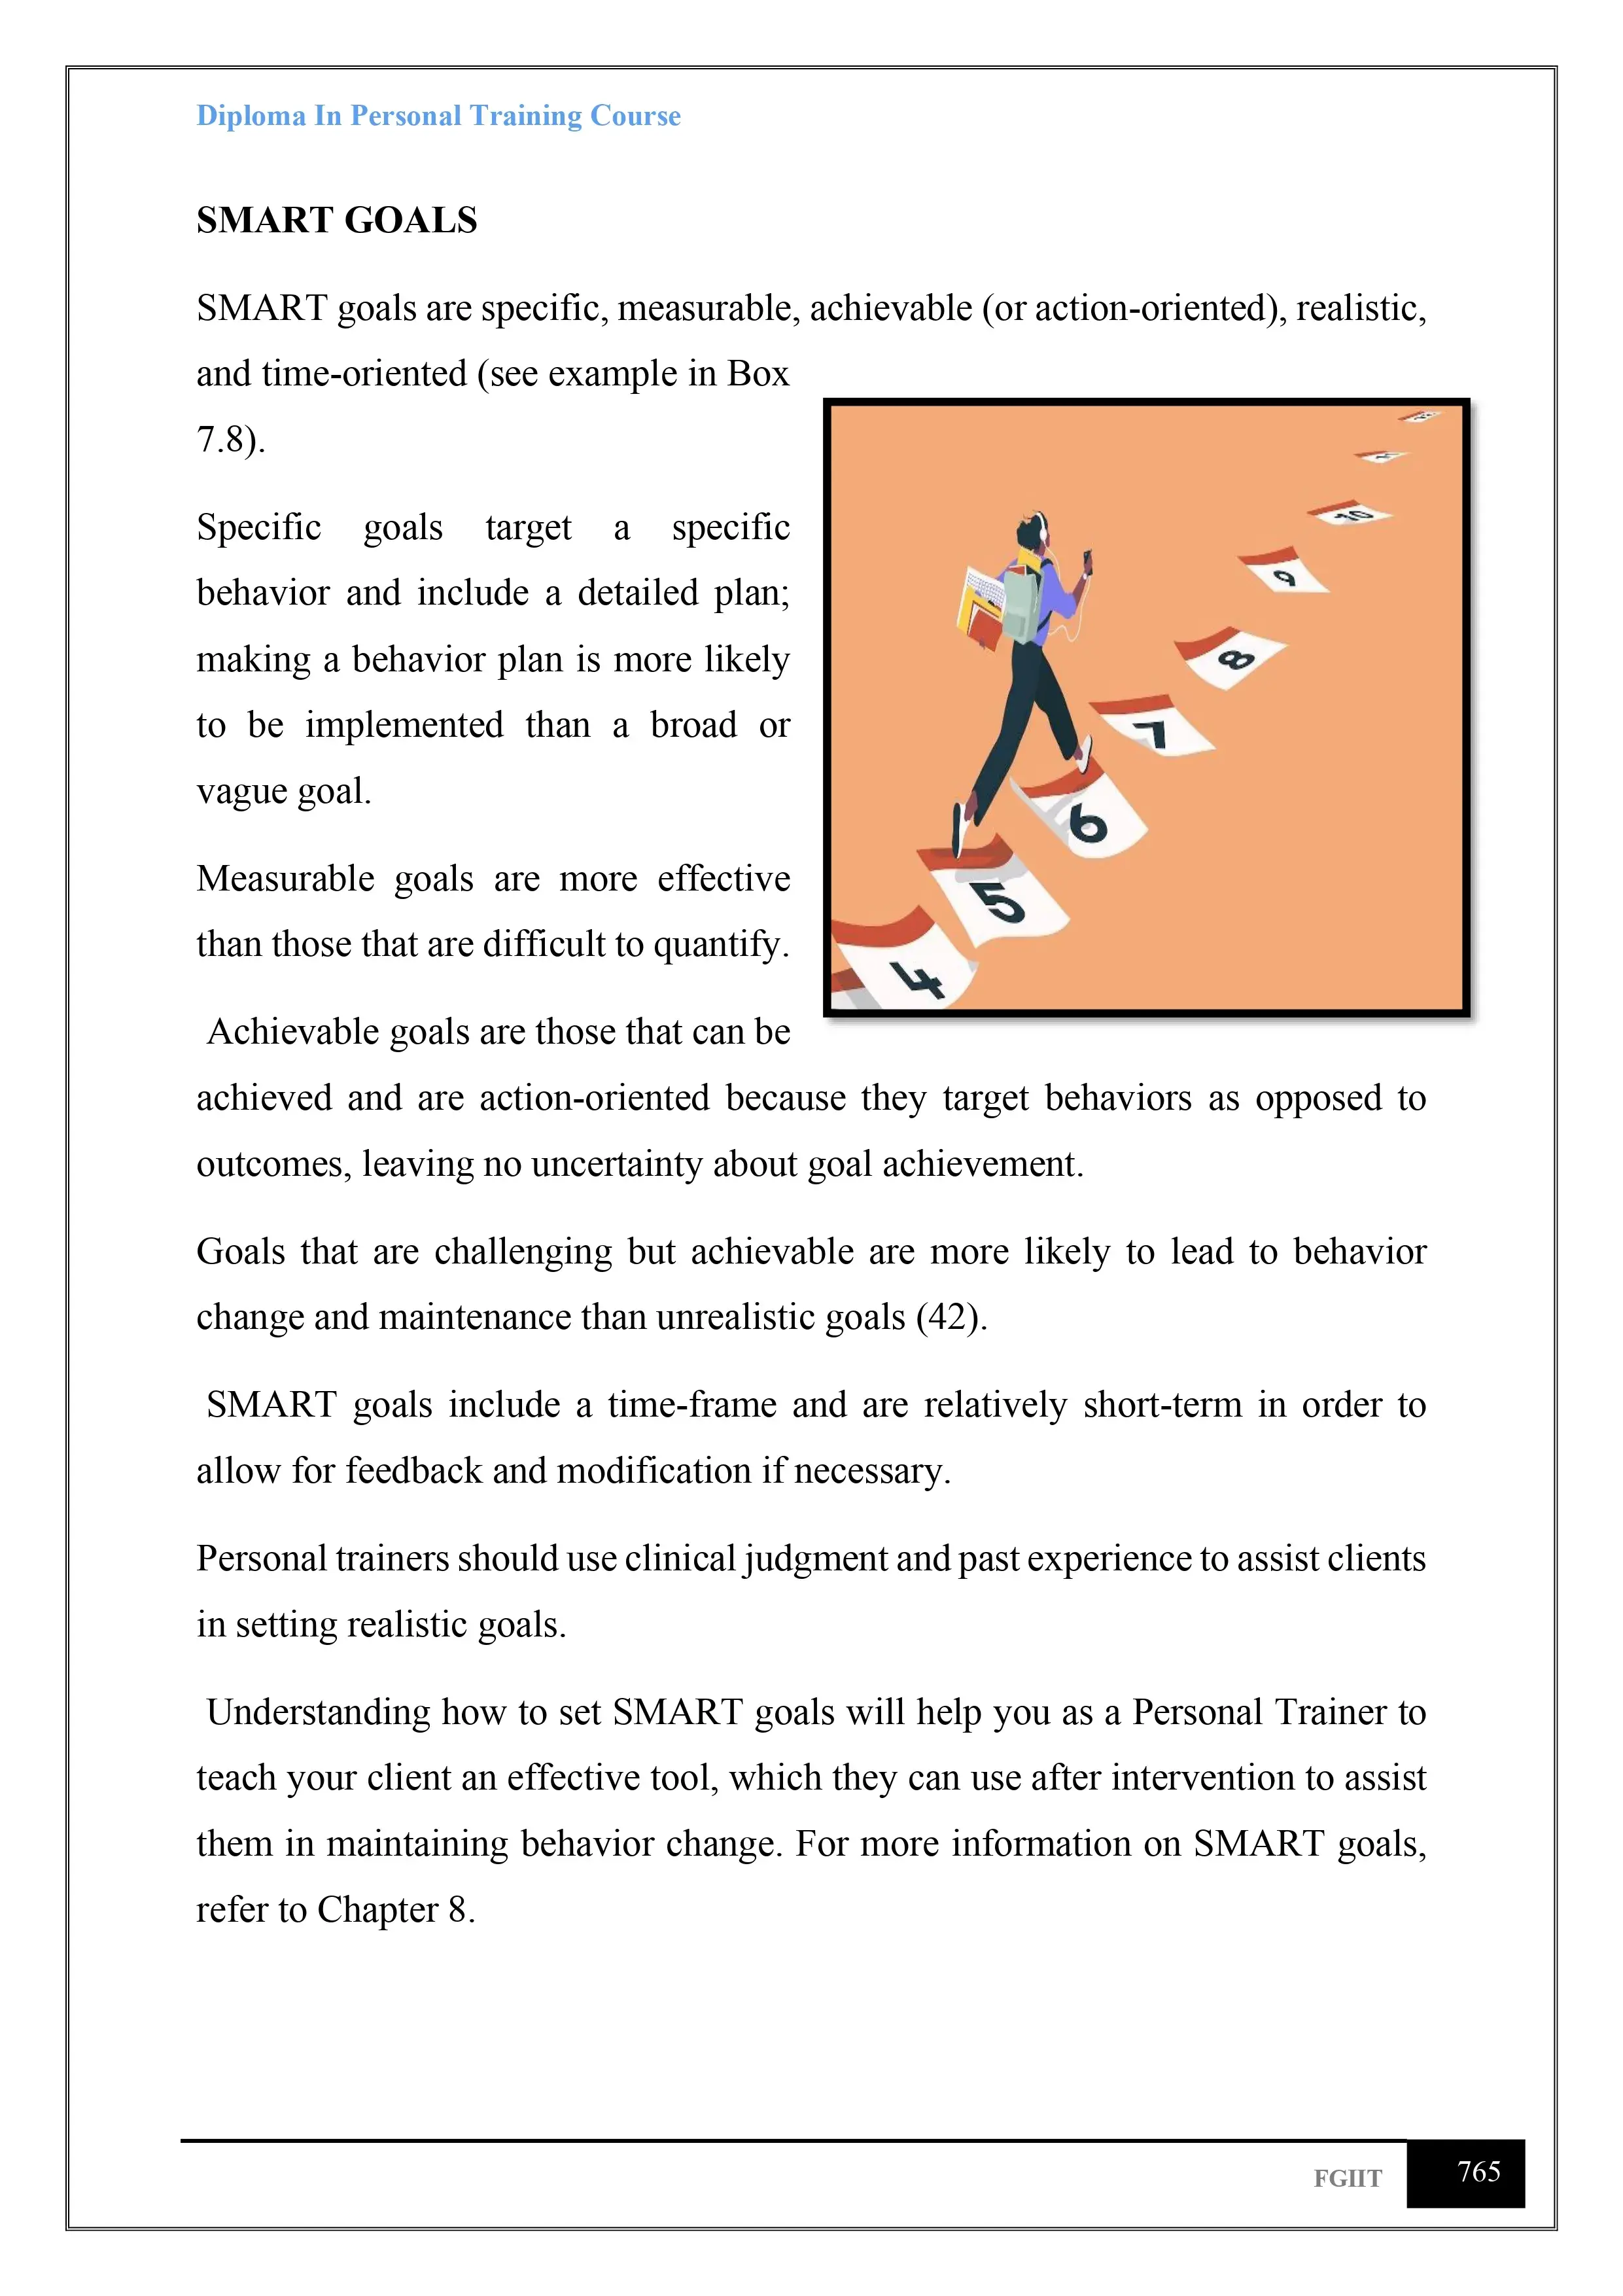 Diploma In Personal Training Course
SMART GOALS
SMART goals are specific, measurable, achievable (or action-oriented), realistic,
and time-oriented (see example in Box
7.8).
Specific goals target a specific
behavior and include a detailed plan;
making a behavior plan is more likely
to be implemented than a broad or
vague goal.
Measurable goals are more effective
than those that are difficult to quantify.
Achievable goals are those that can be
achieved and are action-oriented because they target behaviors as opposed to
outcomes, leaving no uncertainty about goal achievement.
Goals that are challenging but achievable are more likely to lead to behavior
change and maintenance than unrealistic goals (42).
SMART goals include a time-frame and are relatively short-term in order to
allow for feedback and modification if necessary.
Personal trainers should use clinical judgment and past experience to assist clients
in setting realistic goals.
Understanding how to set SMART goals will help you as a Personal Trainer to
teach your client an effective tool, which they can use after intervention to assist
them in maintaining behavior change. For more information on SMART goals,
refer to Chapter 8.
10
9
8
7
6
5
4
FGIIT
765